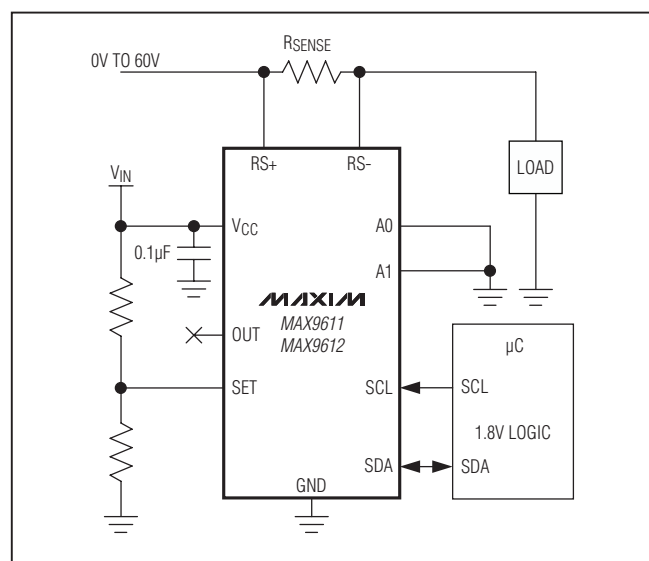 RSENSE
0V TO 60V
RS+ RS-
LOAD
VIN
VCC
A0
0.1µF
A1
MAXIM
MAX9611
MAX9612
OUT
µC
SET
SCL
SCL
1.8V LOGIC
SDA
SDA
GND